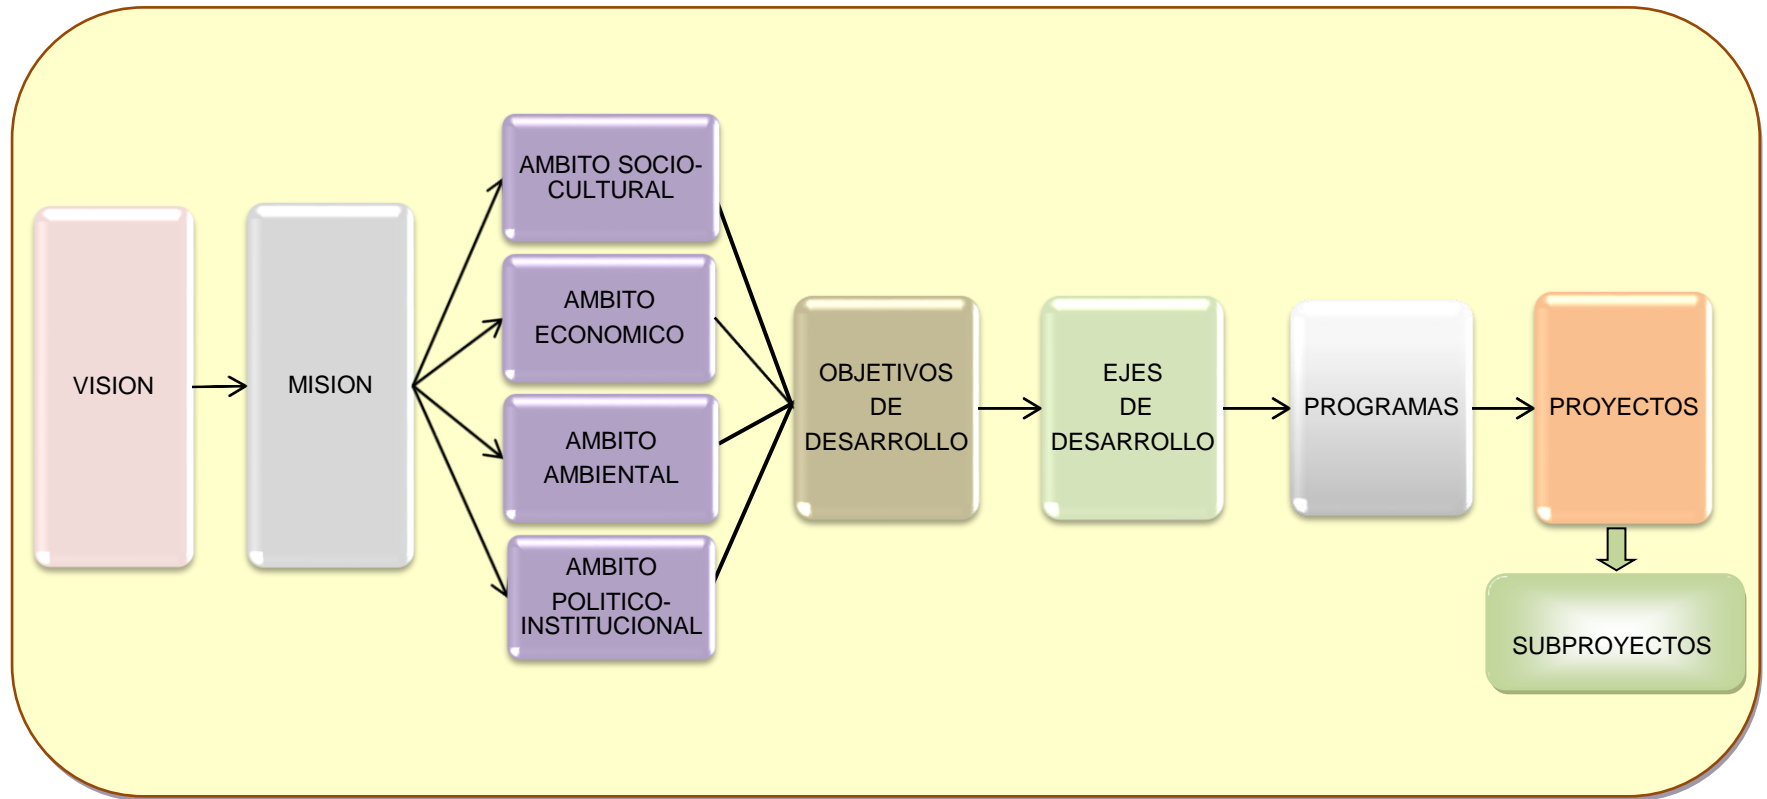 VISION
MISION
AMBITO SOCIO-
CULTURAL
AMBITO
ECONOMICO
AMBITO
AMBIENTAL
AMBITO
POLITICO-
INSTITUCIONAL
OBJETIVOS
DE
DESARROLLO
EJES
DE
DESARROLLO
PROGRAMAS
PROYECTOS
SUBPROYECTOS